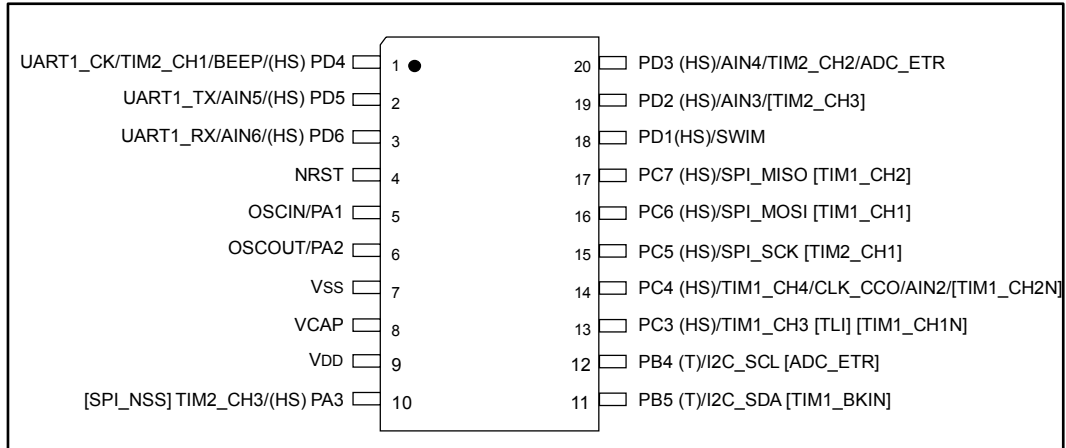 UART1_CK/TIM2_CH1/BEEP/(HS) PD4 1 20 PD3 (HS)/AIN4/TIM2_CH2/ADC_ETR
UART1_TX/AIN5/(HS) PD5 2 19 PD2 (HS)/AIN3/[TIM2_CH3]
UART1_RX/AIN6/(HS) PD6 3 18 PD1(HS)/SWIM
NRST 4 17 PC7 (HS)/SPI_MISO [TIM1_CH2]
OSCIN/PA1 5 16 PC6 (HS)/SPI_MOSI [TIM1_CH1]
OSCOUT/PA2 6 15 PC5 (HS)/SPI_SCK [TIM2_CH1]
VSS 7 14 PC4 (HS)/TIM1_CH4/CLK_CCO/AIN2/[TIM1_CH2N]
VCAP 8 13 PC3 (HS)/TIM1_CH3 [TLI] [TIM1_CH1N]
VDD 9 12 PB4 (T)/I2C_SCL [ADC_ETR]
[SPI_NSS] TIM2_CH3/(HS) PA3 10 11 PB5 (T)/I2C_SDA [TIM1_BKIN]